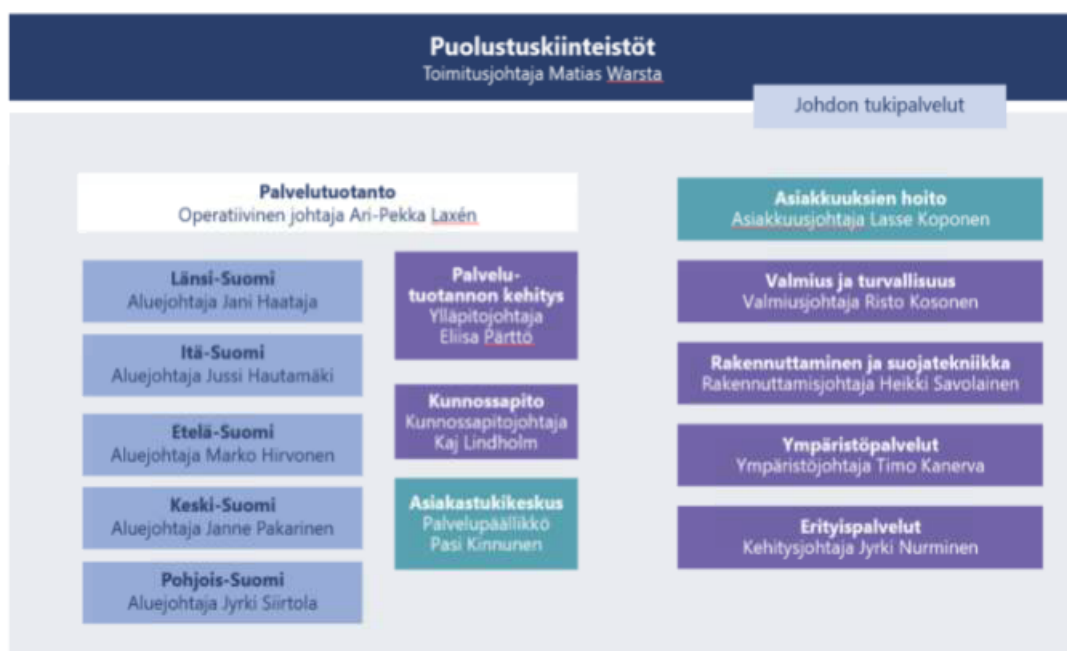 Puolustuskiinteistöt
Toimitusjohtaja Matias Warsta
Johdon tukipalvelut
Palvelutuotanto
Operatiivinen johtaja Ari-Pekka Laxén
Länsi-Suomi
Aluejohtaja Jani Haataja
Itä-Suomi
Aluejohtaja Jussi Hautamäki
Etelä-Suomi
Aluejohtaja Marko Hirvonen
Keski-Suomi
Aluejohtaja Janne Pakarinen
Pohjois-Suomi
Aluejohtaja Jyrki Siirtola
Palvelu-
tuotannon kehitys
Ylläpitojohtaja
Eliisa Pärttö
Kunnossapito
Kunnossapitojohtaja
Kaj Lindholm
Asiakastukikeskus
Palvelupäällikkö
Pasi Kinnunen
Asiakkuuksien hoito
Asiakkuusjohtaja Lasse Koponen
Valmius ja turvallisuus
Valmiusjohtaja Risto Kosonen
Rakennuttaminen ja suojatekniikka
Rakennuttamisjohtaja Heikki Savolainen
Ympäristöpalvelut
Ympäristöjohtaja Timo Kanerva
Erityispalvelut
Kehitysjohtaja Jyrki Nurminen